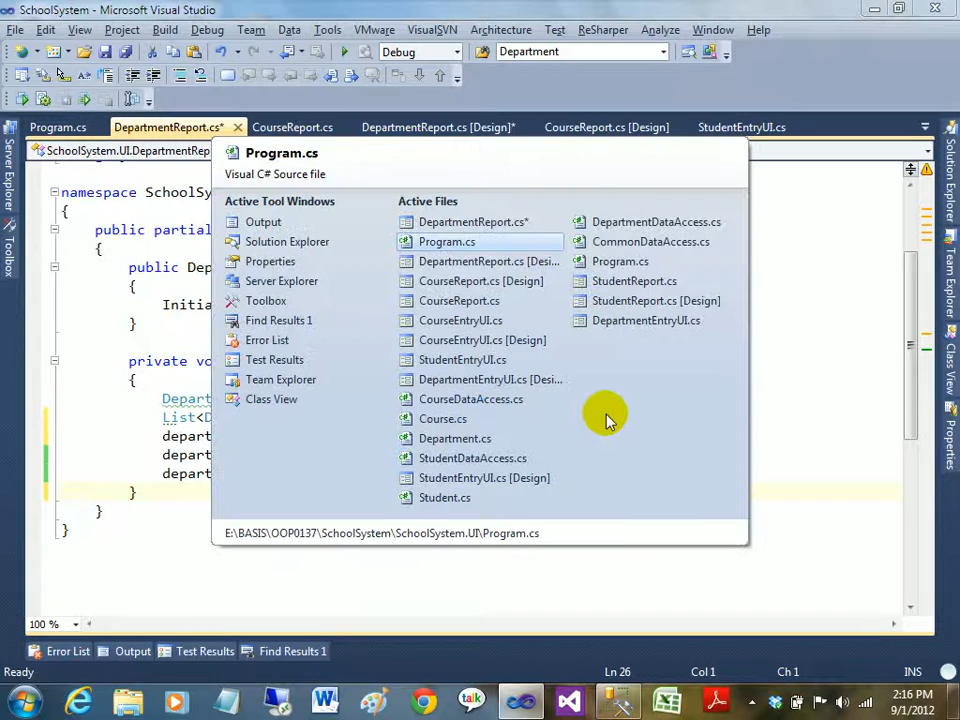 SchoolSystem - Microsoft Visual Studio
File Edit View Project Build Debug Team Data Tools VMware VisualSVN Architecture Test ReSharper Analyze Window Help
Debug Department
Program.cs DepartmentReport.cs* CourseReport.cs DepartmentReport.cs [Design]* CourseReport.cs [Design] StudentEntryUI.cs
SchoolSystem.UI.DepartmentRep
Server Explorer
Toolbox
namespace SchoolSy
{
public partial
{
public Dep
{
Initia
}
private vo
{
Depart
List<D
depart
depart
depart
}
}
}
Program.cs
Visual C# Source file
Active Tool Windows
Output
Solution Explorer
Properties
Server Explorer
Toolbox
Find Results 1
Error List
Test Results
Team Explorer
Class View
Active Files
DepartmentReport.cs*
Program.cs
DepartmentReport.cs [Desi...
CourseReport.cs [Design]
CourseReport.cs
CourseEntryUI.cs
CourseEntryUI.cs [Design]
StudentEntryUI.cs
DepartmentEntryUI.cs [Desi...
CourseDataAccess.cs
Course.cs
Department.cs
StudentDataAccess.cs
StudentEntryUI.cs [Design]
Student.cs
DepartmentDataAccess.cs
CommonDataAccess.cs
Program.cs
StudentReport.cs
StudentReport.cs [Design]
DepartmentEntryUI.cs
E:\BASIS\OOP0137\SchoolSystem\SchoolSystem.UI\Program.cs
Solution Explorer
Team Explorer
Class View
Properties
100 %
Error List Output Test Results Find Results 1
Ready Ln 26 Col 1 Ch 1 INS
talk
2:16 PM
9/1/2012